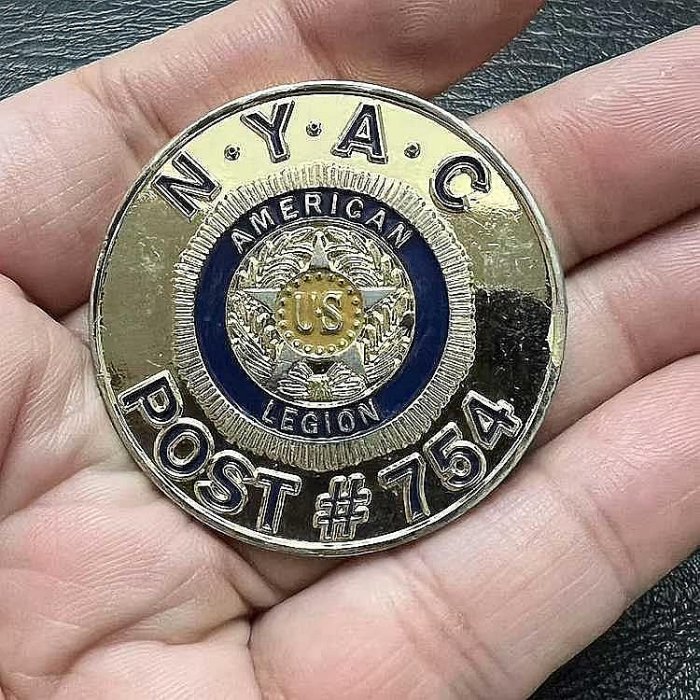 N·Y·A·C
AMERICAN
US
LEGION
POST # 754